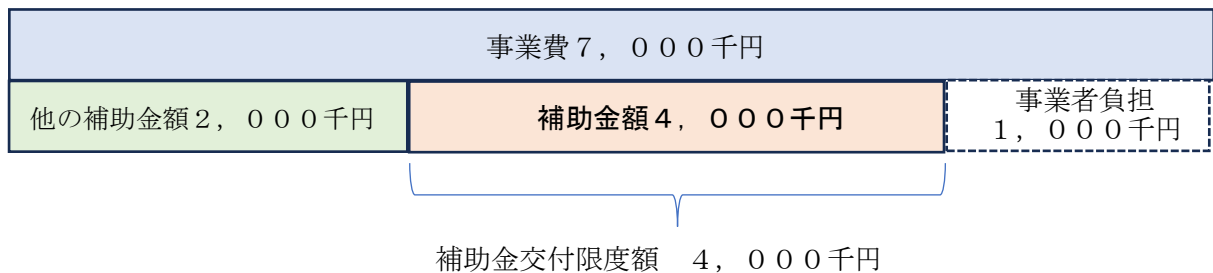 事業費７，０００千円
他の補助金額２，０００千円
補助金額４，０００千円
事業者負担
１，０００千円
補助金交付限度額　４，０００千円